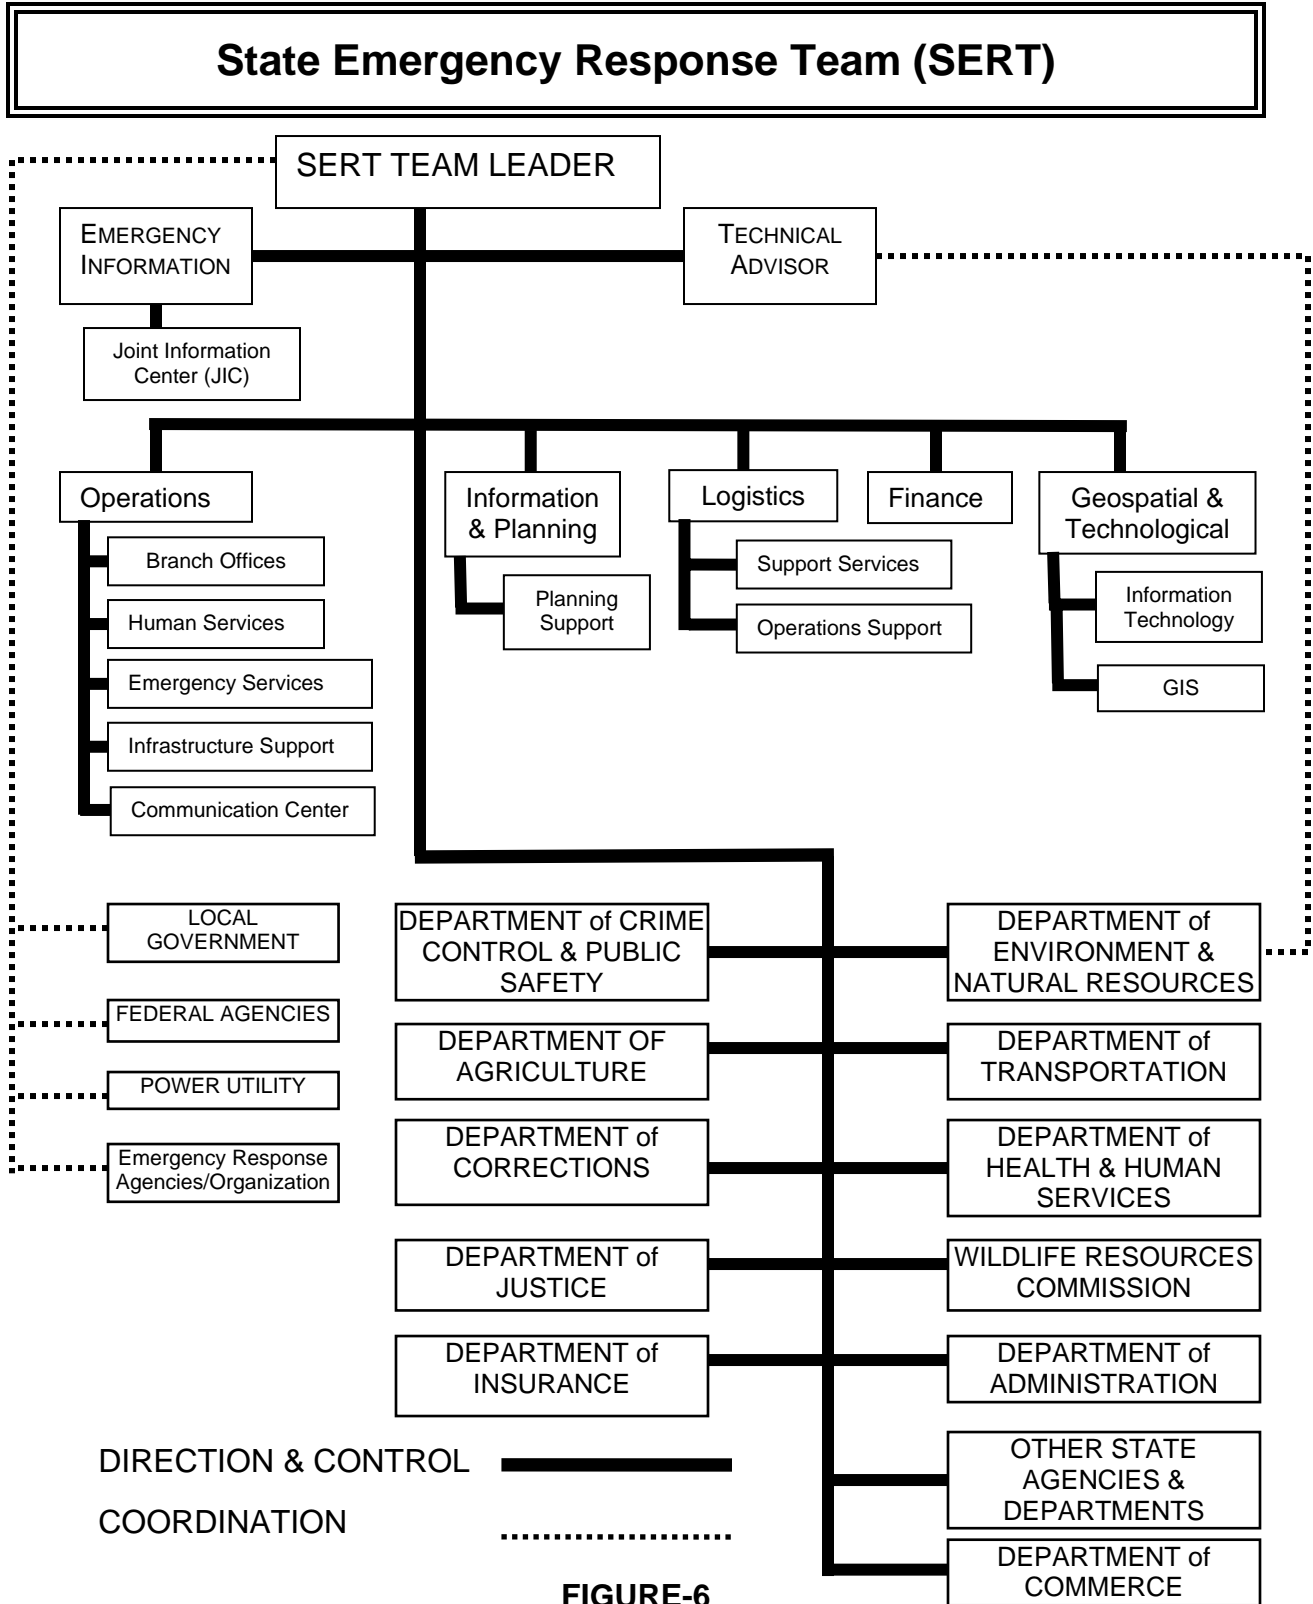 State Emergency Response Team (SERT)
SERT TEAM LEADER
EMERGENCY
INFORMATION
TECHNICAL
ADVISOR
Joint Information
Center (JIC)
Operations
Information
& Planning
Logistics
Finance
Geospatial &
Technological
Branch Offices
Human Services
Emergency Services
Infrastructure Support
Communication Center
Planning
Support
Support Services
Operations Support
Information
Technology
GIS
LOCAL
GOVERNMENT
FEDERAL AGENCIES
POWER UTILITY
Emergency Response
Agencies/Organization
DEPARTMENT of CRIME
CONTROL & PUBLIC
SAFETY
DEPARTMENT OF
AGRICULTURE
DEPARTMENT of
CORRECTIONS
DEPARTMENT of
JUSTICE
DEPARTMENT of
INSURANCE
DEPARTMENT of
ENVIRONMENT &
NATURAL RESOURCES
DEPARTMENT of
TRANSPORTATION
DEPARTMENT of
HEALTH & HUMAN
SERVICES
WILDLIFE RESOURCES
COMMISSION
DEPARTMENT of
ADMINISTRATION
OTHER STATE
AGENCIES &
DEPARTMENTS
DEPARTMENT of
COMMERCE
DIRECTION & CONTROL
COORDINATION
FIGURE-6